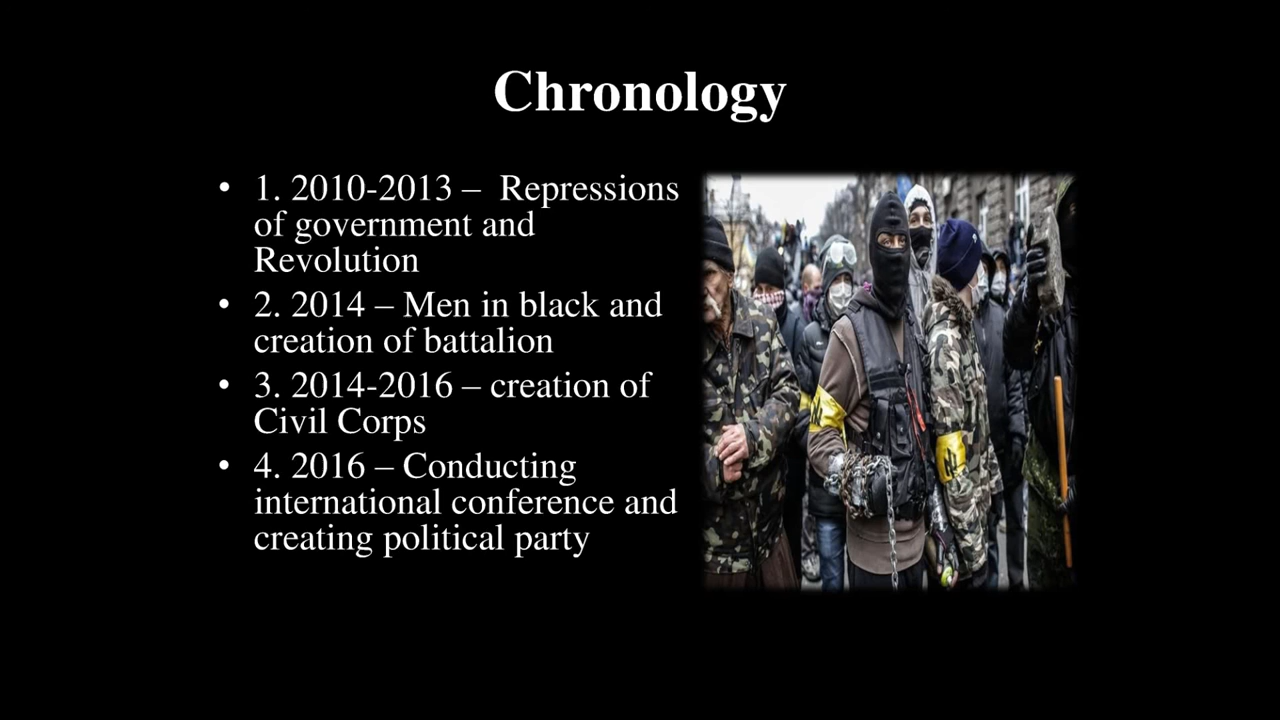 Chronology
• 1. 2010-2013 – Repressions
of government and
Revolution
• 2. 2014 – Men in black and
creation of battalion
• 3. 2014-2016 – creation of
Civil Corps
• 4. 2016 – Conducting
international conference and
creating political party